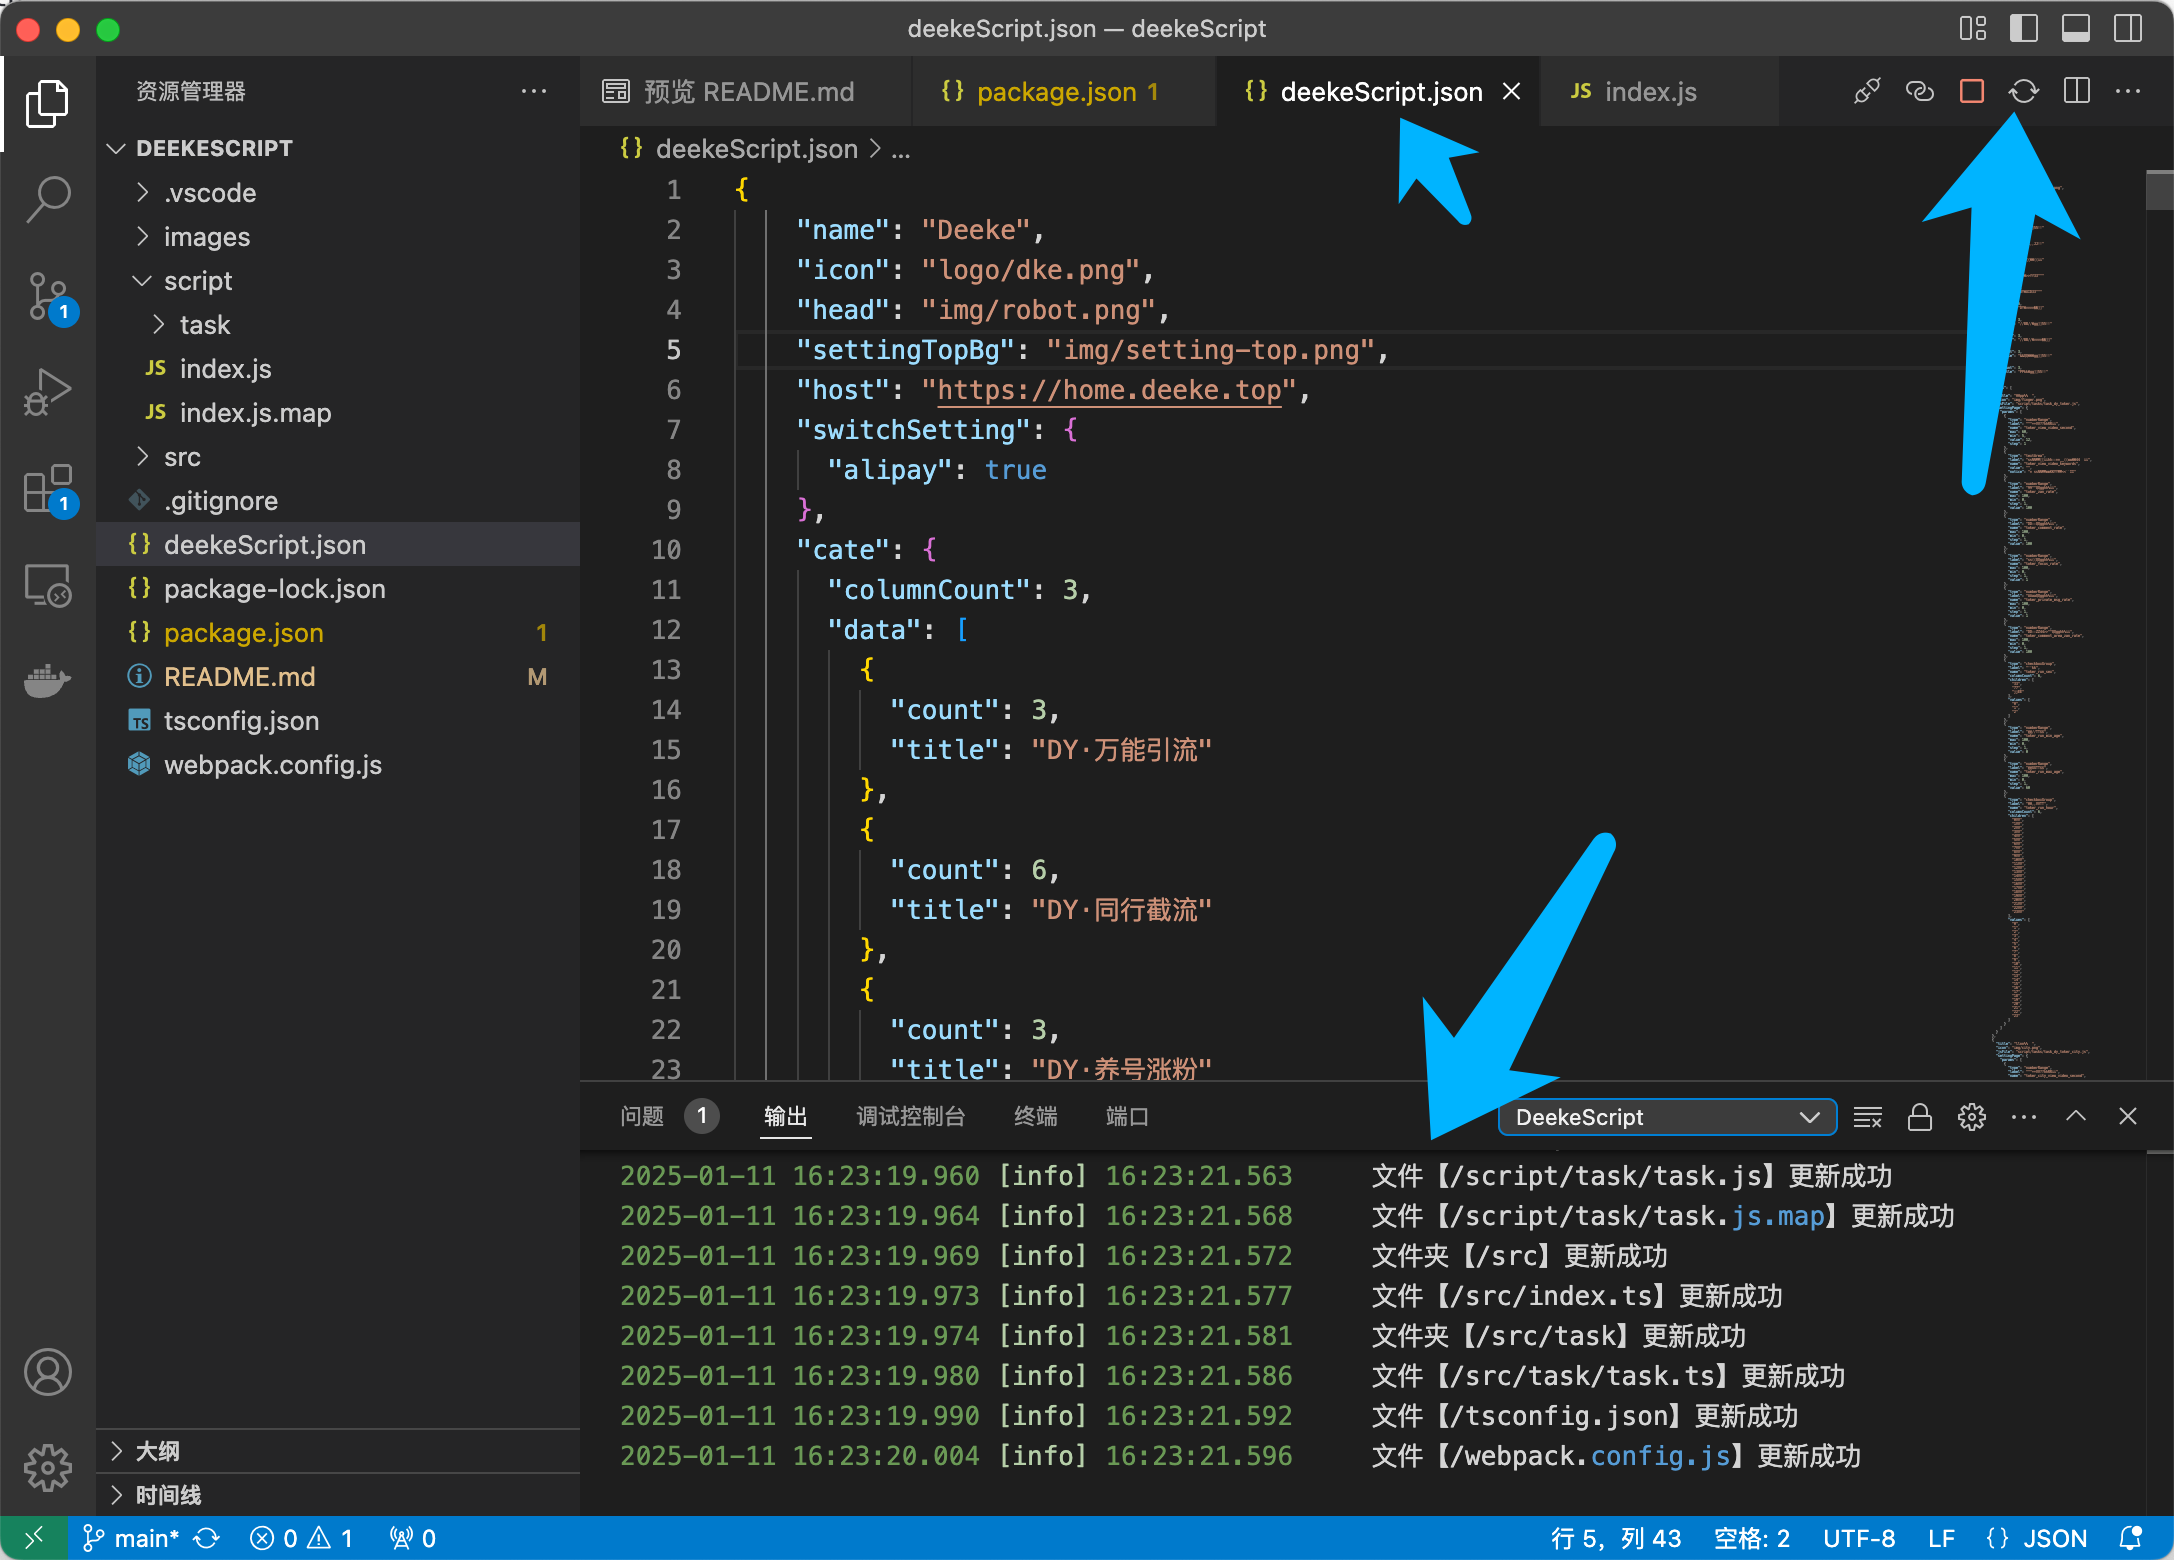 deekeScript.json — deekeScript
资源管理器
DEEKESCRIPT
.vscode
images
script
task
JS index.js
JS index.js.map
src
.gitignore
{} deekeScript.json
{} package-lock.json
{} package.json 1
README.md M
TS tsconfig.json
webpack.config.js
大纲
时间线
1
1
预览 README.md
{} package.json 1
{} deekeScript.json
JS index.js
{} deekeScript.json > ...
1 {
2 "name": "Deeke",
3 "icon": "logo/dke.png",
4 "head": "img/robot.png",
5 "settingTopBg": "img/setting-top.png",
6 "host": "https://home.deeke.top",
7 "switchSetting": {
8 "alipay": true
9 },
10 "cate": {
11 "columnCount": 3,
12 "data": [
13 {
14 "count": 3,
15 "title": "DY·万能引流"
16 },
17 {
18 "count": 6,
19 "title": "DY·同行截流"
20 },
21 {
22 "count": 3,
23 "title": "DY·养号涨粉"
问题 1 输出 调试控制台 终端 端口 DeekeScript
2025-01-11 16:23:19.960 [info] 16:23:21.563 文件【/script/task/task.js】更新成功
2025-01-11 16:23:19.964 [info] 16:23:21.568 文件【/script/task/task.js.map】更新成功
2025-01-11 16:23:19.969 [info] 16:23:21.572 文件夹【/src】更新成功
2025-01-11 16:23:19.973 [info] 16:23:21.577 文件【/src/index.ts】更新成功
2025-01-11 16:23:19.974 [info] 16:23:21.581 文件夹【/src/task】更新成功
2025-01-11 16:23:19.980 [info] 16:23:21.586 文件【/src/task/task.ts】更新成功
2025-01-11 16:23:19.990 [info] 16:23:21.592 文件【/tsconfig.json】更新成功
2025-01-11 16:23:20.004 [info] 16:23:21.596 文件【/webpack.config.js】更新成功
main* 0 1 0 行 5，列 43 空格: 2 UTF-8 LF {} JSON